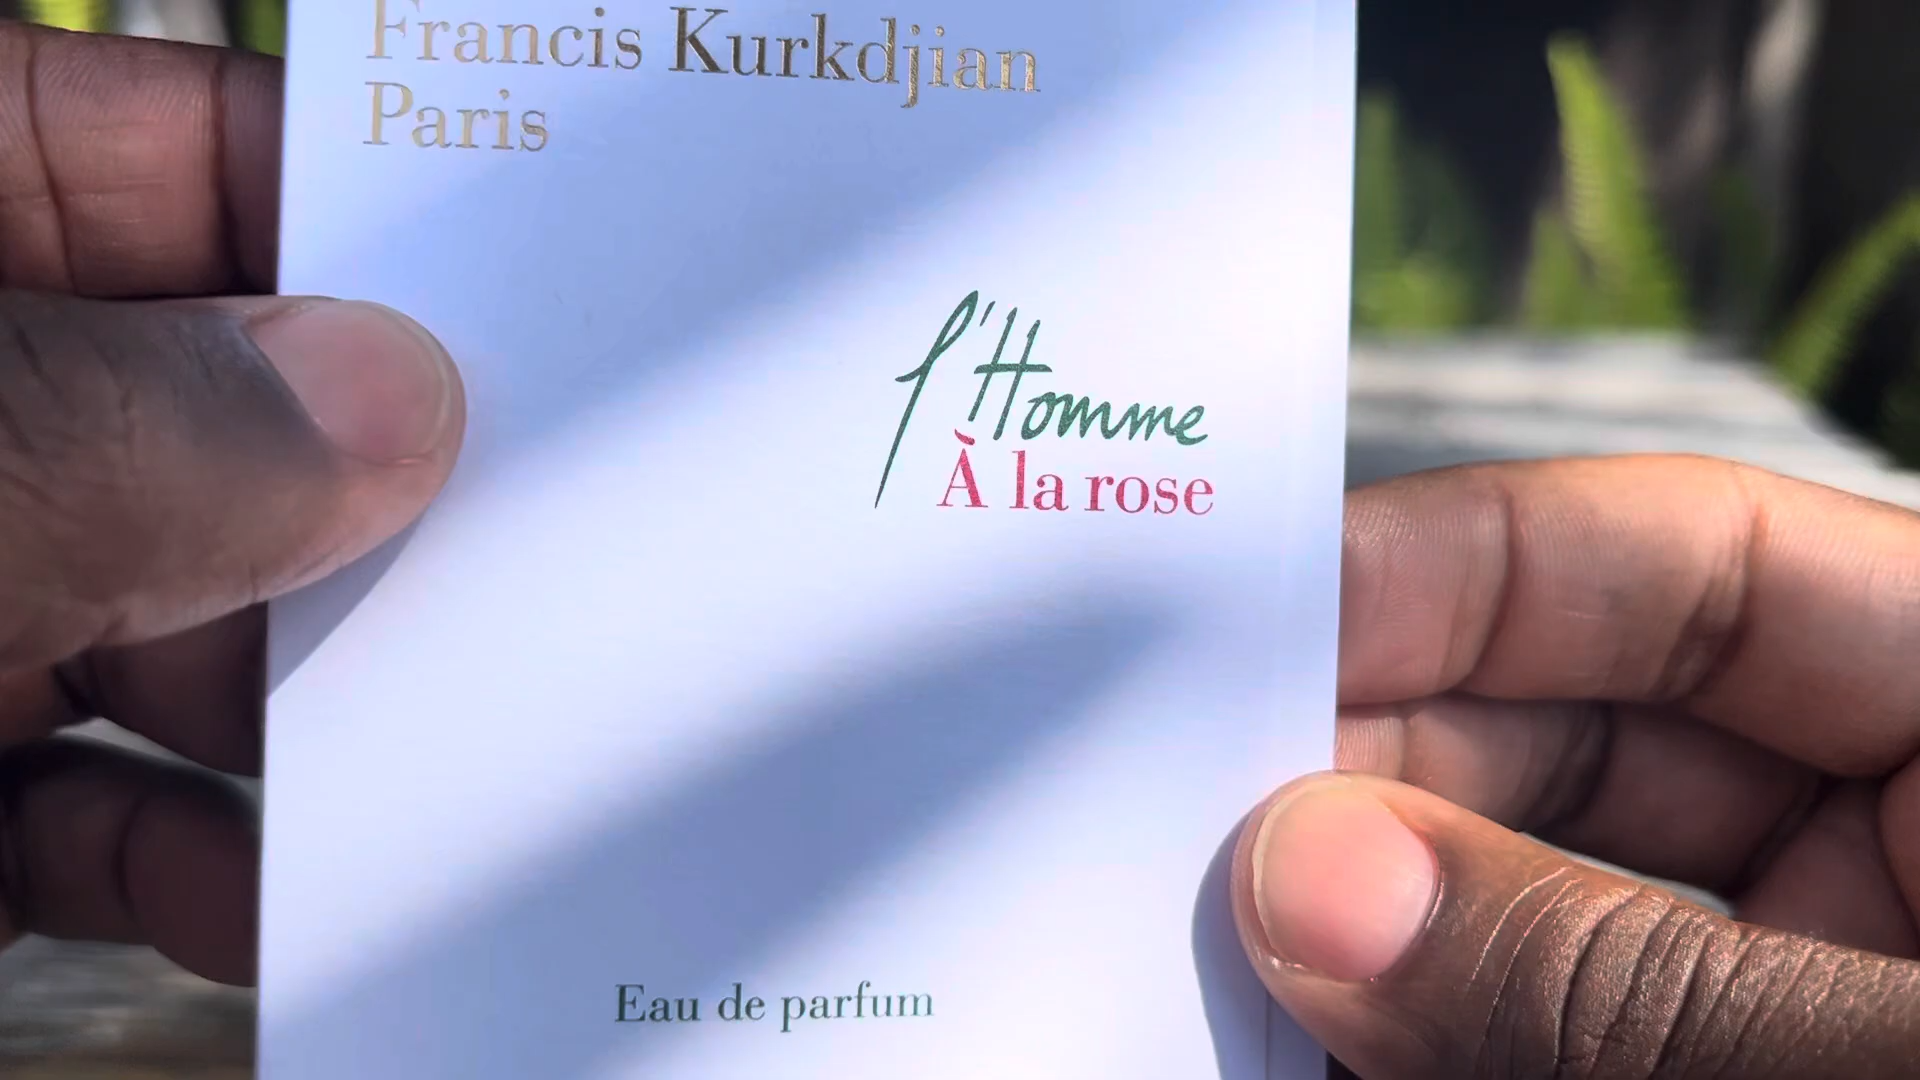 Francis Kurkdjian
Paris
l'Homme
À la rose
Eau de parfum